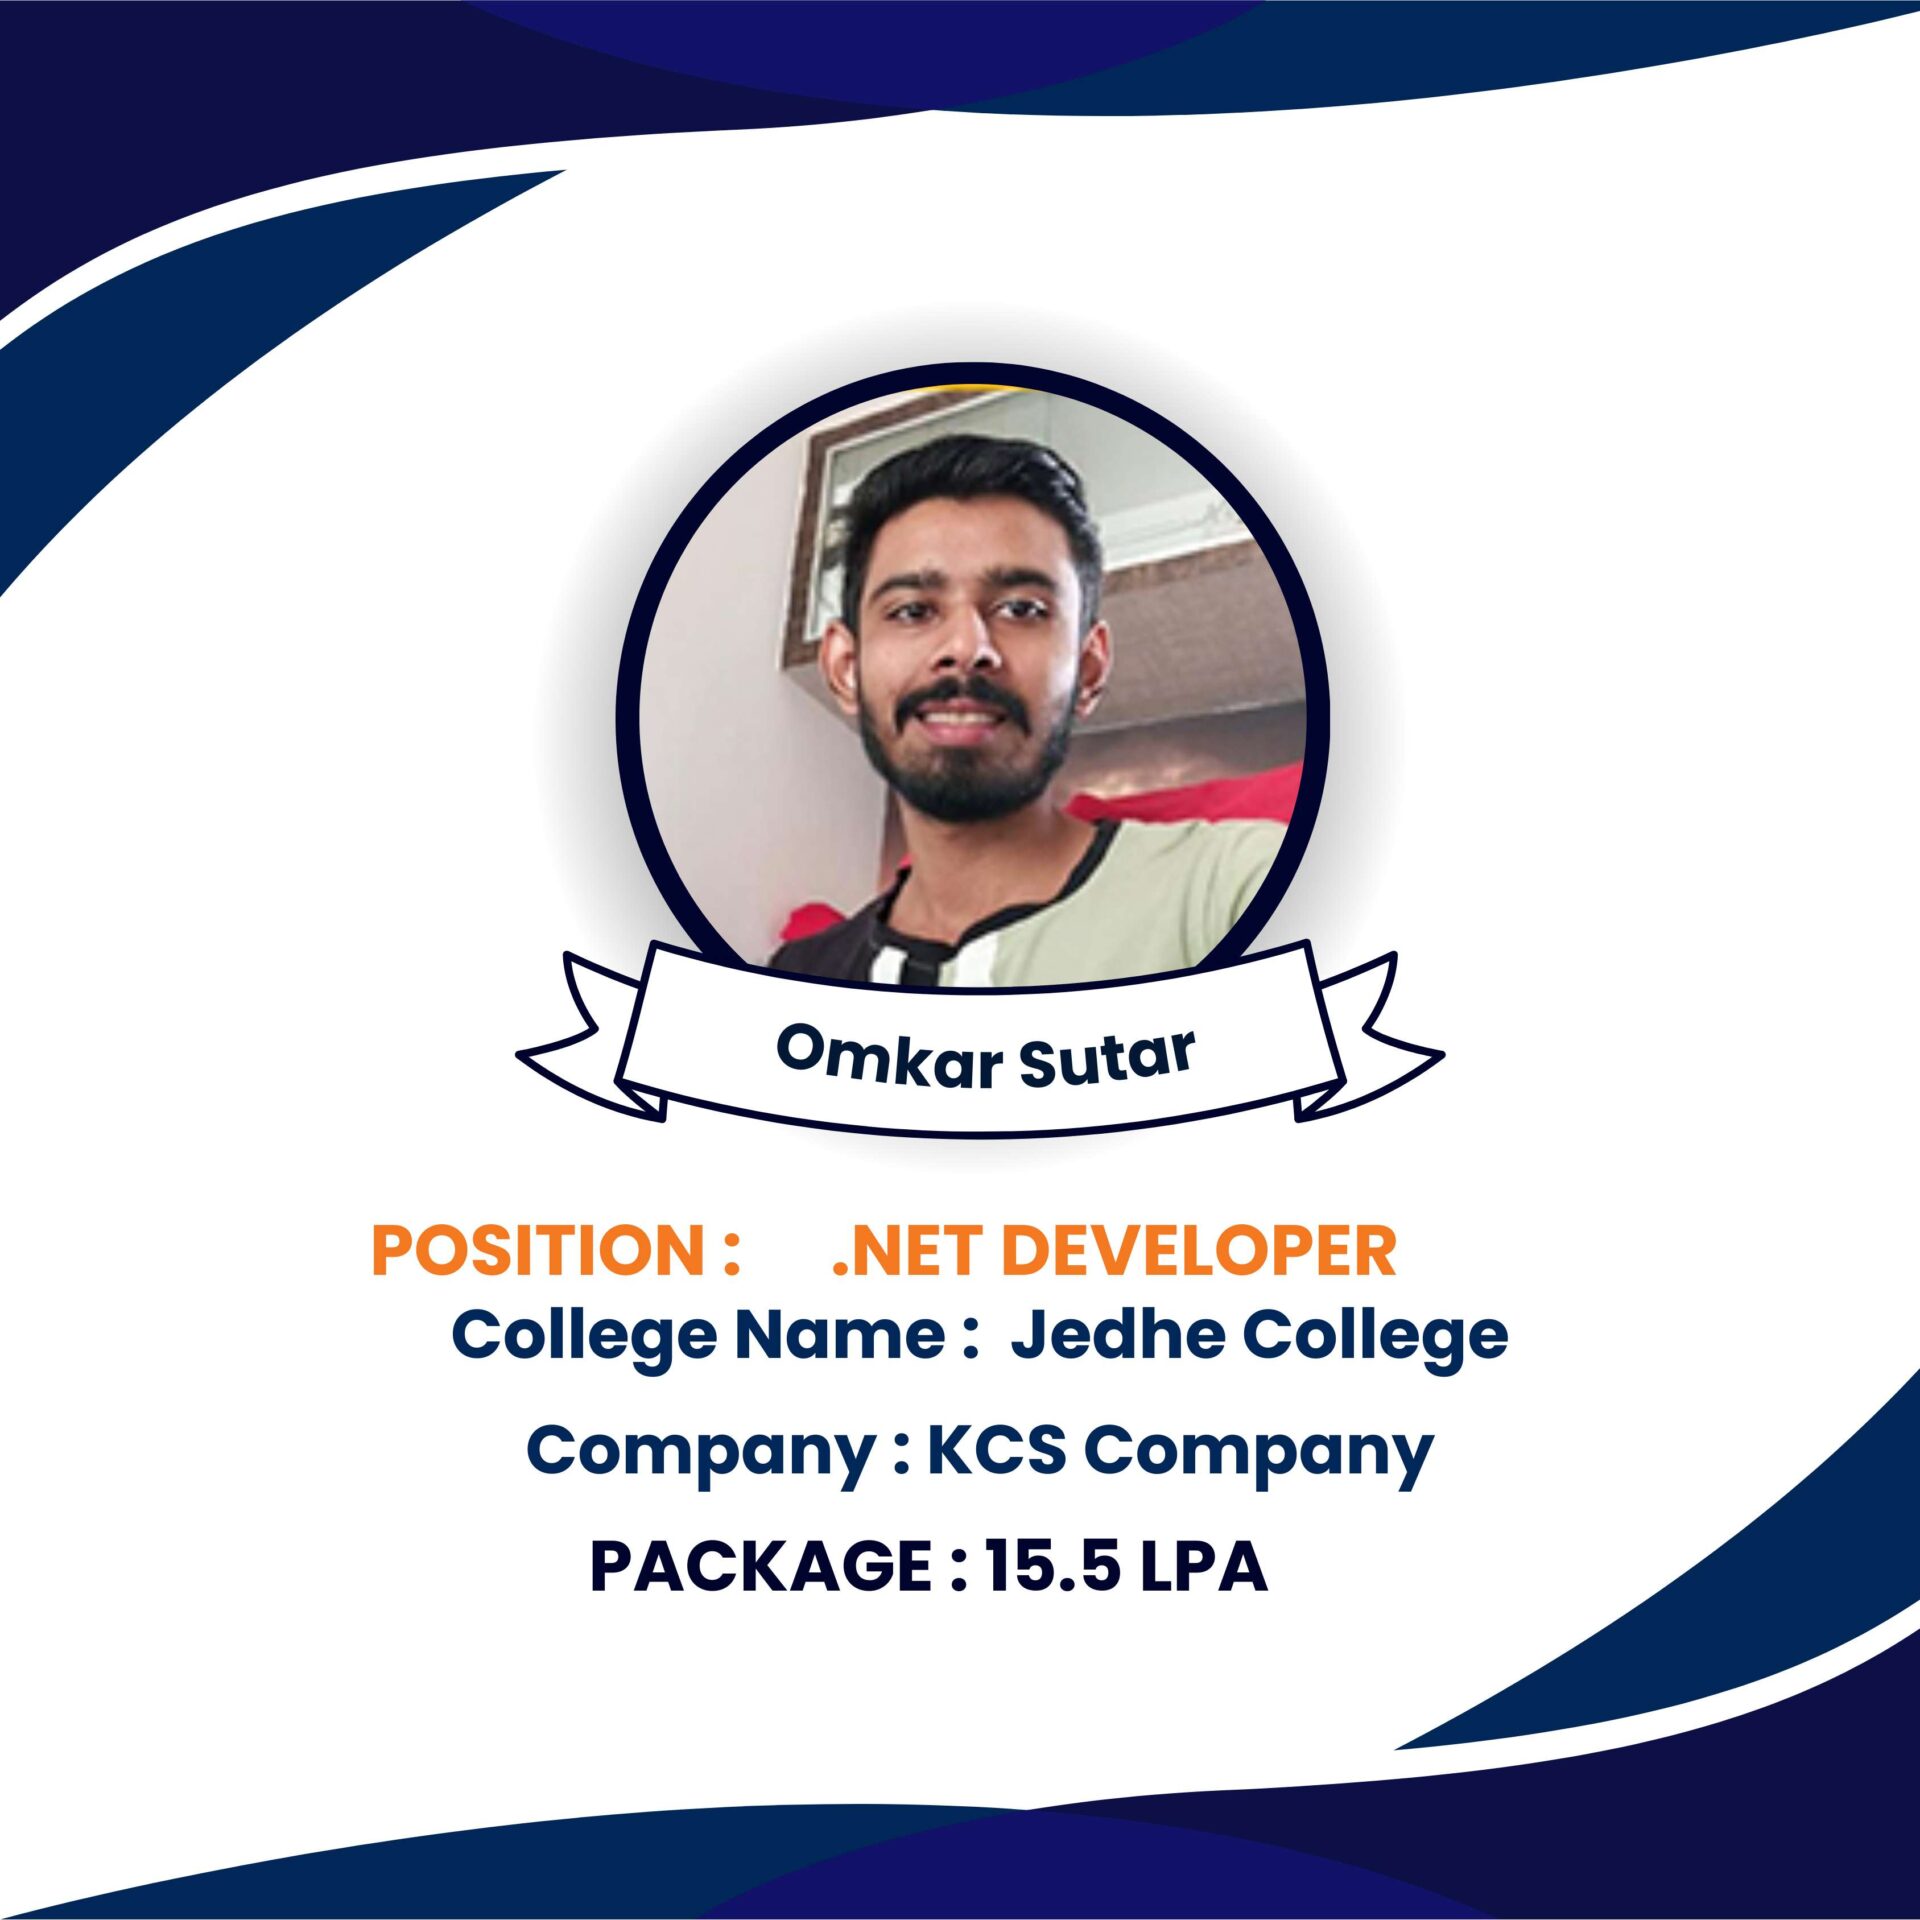 Omkar Sutar
POSITION : .NET DEVELOPER
College Name : Jedhe College
Company : KCS Company
PACKAGE : 15.5 LPA